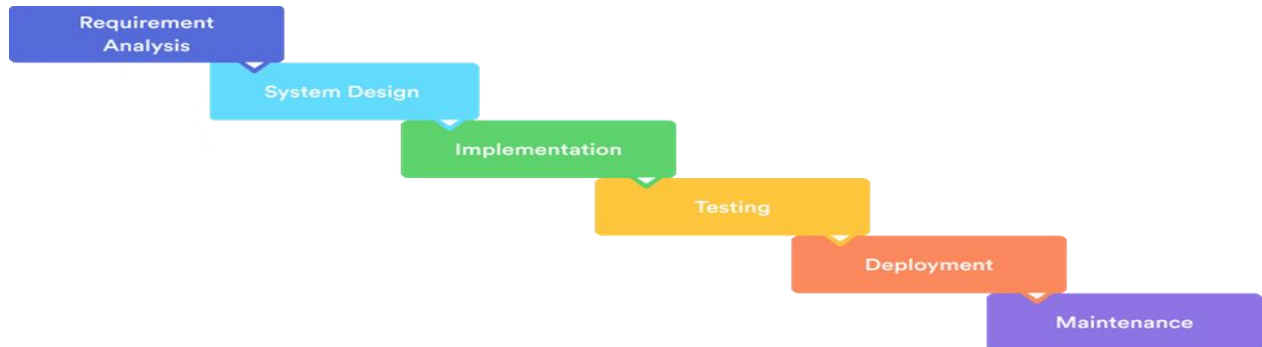 Requirement
Analysis
System Design
Implementation
Testing
Deployment
Maintenance